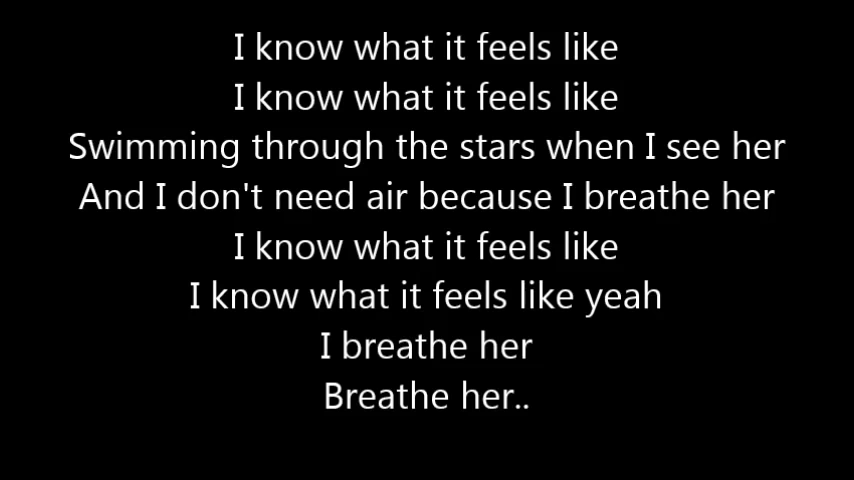 I know what it feels like
I know what it feels like
Swimming through the stars when I see her
And I don't need air because I breathe her
I know what it feels like
I know what it feels like yeah
I breathe her
Breathe her..